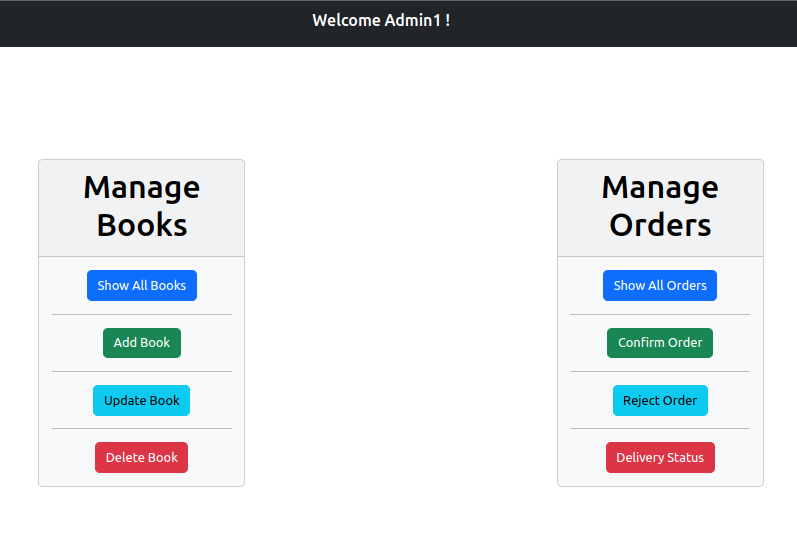 Welcome Admin1 !
Manage
Books
Show All Books
Add Book
Update Book
Delete Book
Manage
Orders
Show All Orders
Confirm Order
Reject Order
Delivery Status